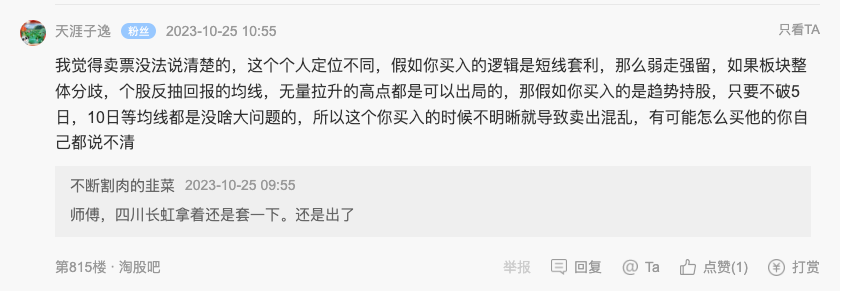 天涯子逸 粉丝 2023-10-25 10:55 只看TA
我觉得卖票没法说清楚的，这个个人定位不同，假如你买入的逻辑是短线套利，那么弱走强留，如果板块整
体分歧，个股反抽回报的均线，无量拉升的高点都是可以出局的，那假如你买入的是趋势持股，只要不破5
日，10日等均线都是没啥大问题的，所以这个你买入的时候不明晰就导致卖出混乱，有可能怎么买他的你自
己都说不清
不断割肉的韭菜 2023-10-25 09:55
师傅，四川长虹拿着还是套一下。还是出了
第815楼 · 淘股吧 举报 回复 @ Ta 点赞(1) 打赏